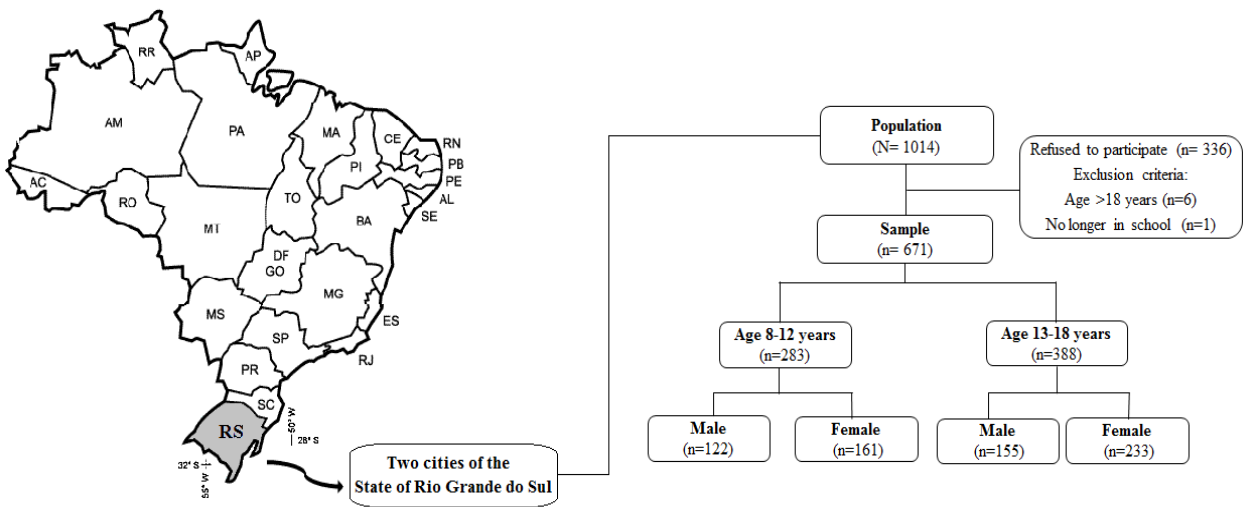 RR
AP
AM
PA
MA
CE
RN
PB
PI
PE
AC
AL
TO
RO
SE
BA
MT
DF
GO
MG
MS
ES
SP
RJ
PR
SC
RS
50° W
28° S
32° S
55° W
Two cities of the
State of Rio Grande do Sul
Population
(N= 1014)
Refused to participate (n= 336)
Exclusion criteria:
Age >18 years (n=6)
No longer in school (n=1)
Sample
(n= 671)
Age 8-12 years
(n=283)
Age 13-18 years
(n=388)
Male
(n=122)
Female
(n=161)
Male
(n=155)
Female
(n=233)